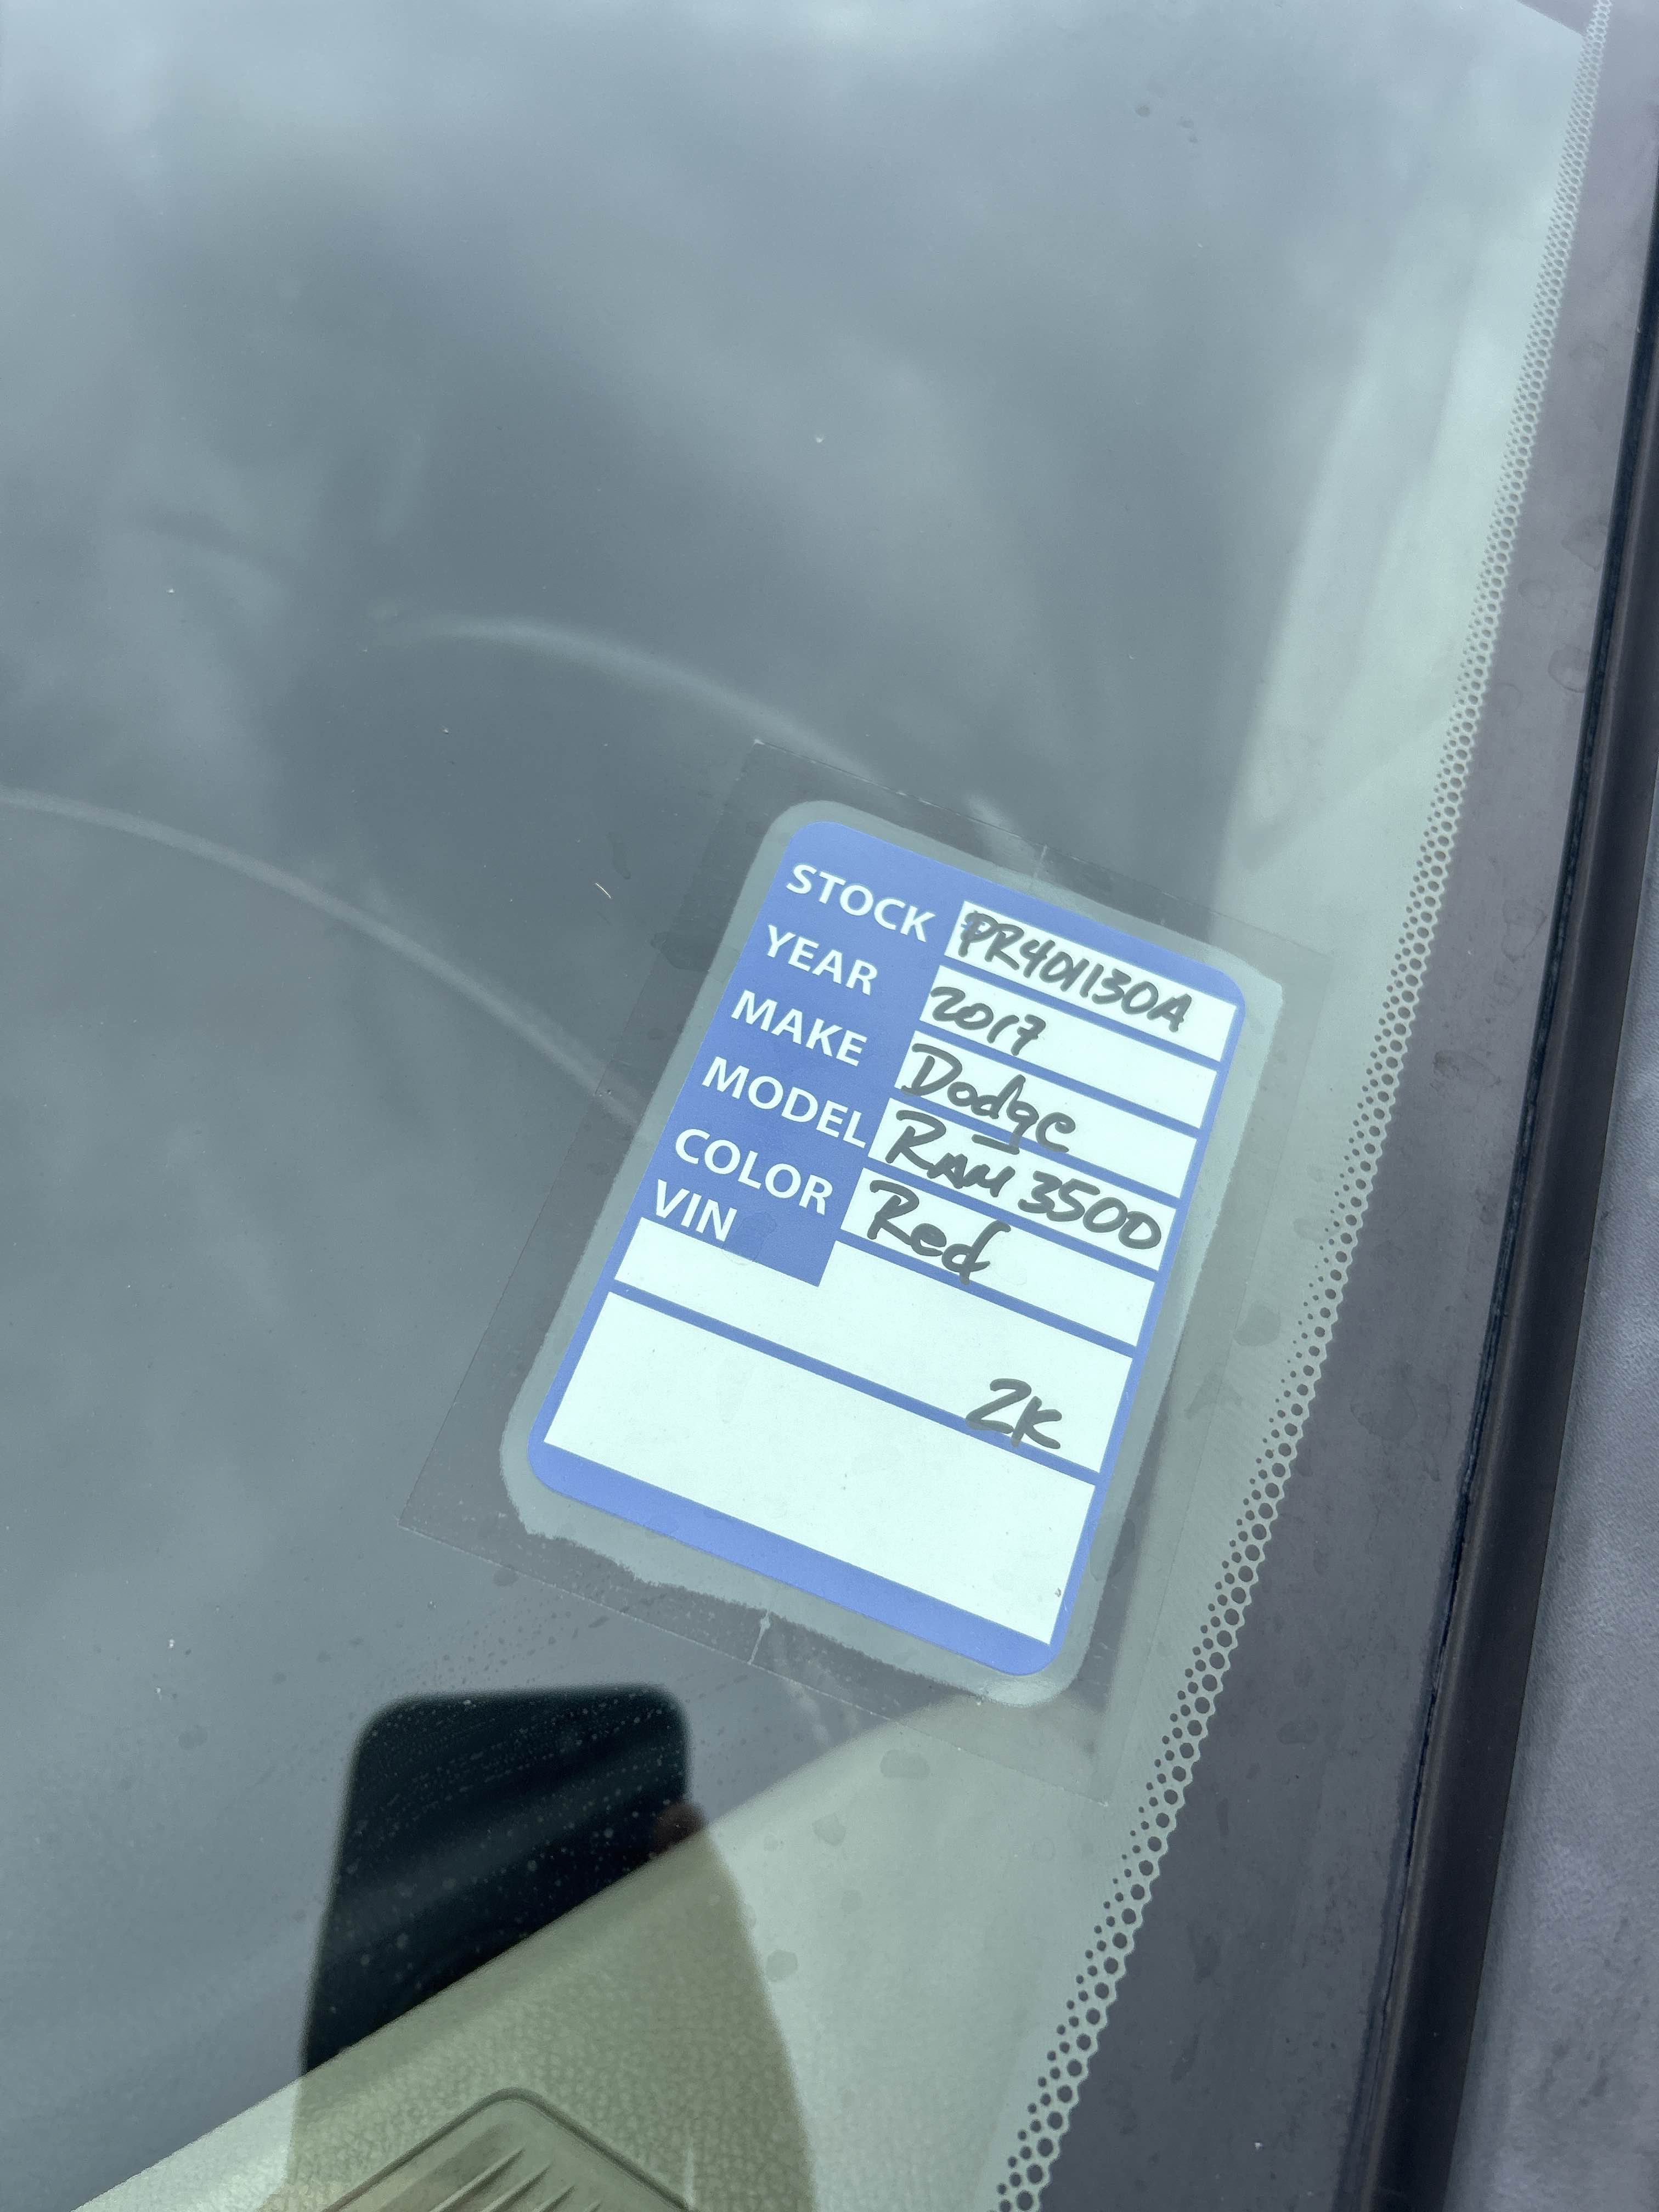 STOCK PR401130A
YEAR 2017
MAKE Dodge
MODEL RAM 3500
COLOR Red
VIN
2K